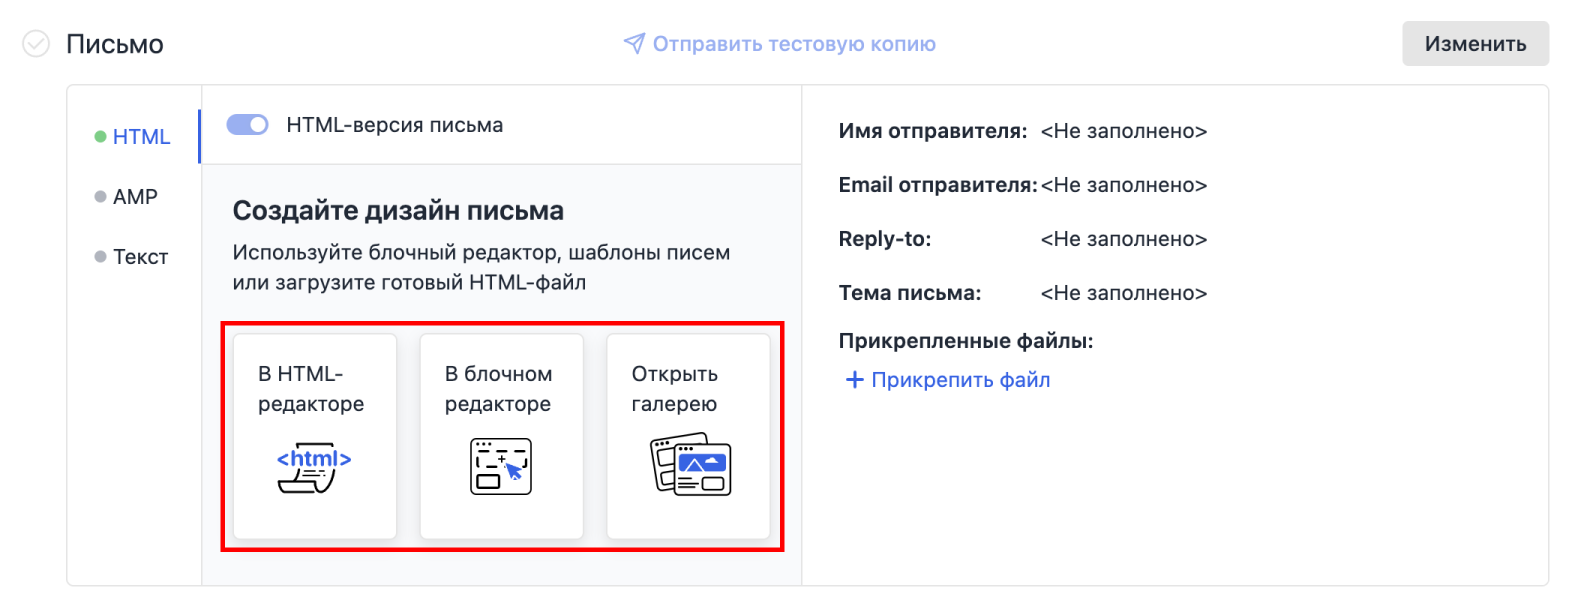 Письмо
Отправить тестовую копию
Изменить
HTML
AMP
Текст
HTML-версия письма
Создайте дизайн письма
Используйте блочный редактор, шаблоны писем
или загрузите готовый HTML-файл
В HTML-
редакторе
<html>
В блочном
редакторе
Открыть
галерею
Имя отправителя: <Не заполнено>
Email отправителя: <Не заполнено>
Reply-to: <Не заполнено>
Тема письма: <Не заполнено>
Прикрепленные файлы:
+ Прикрепить файл